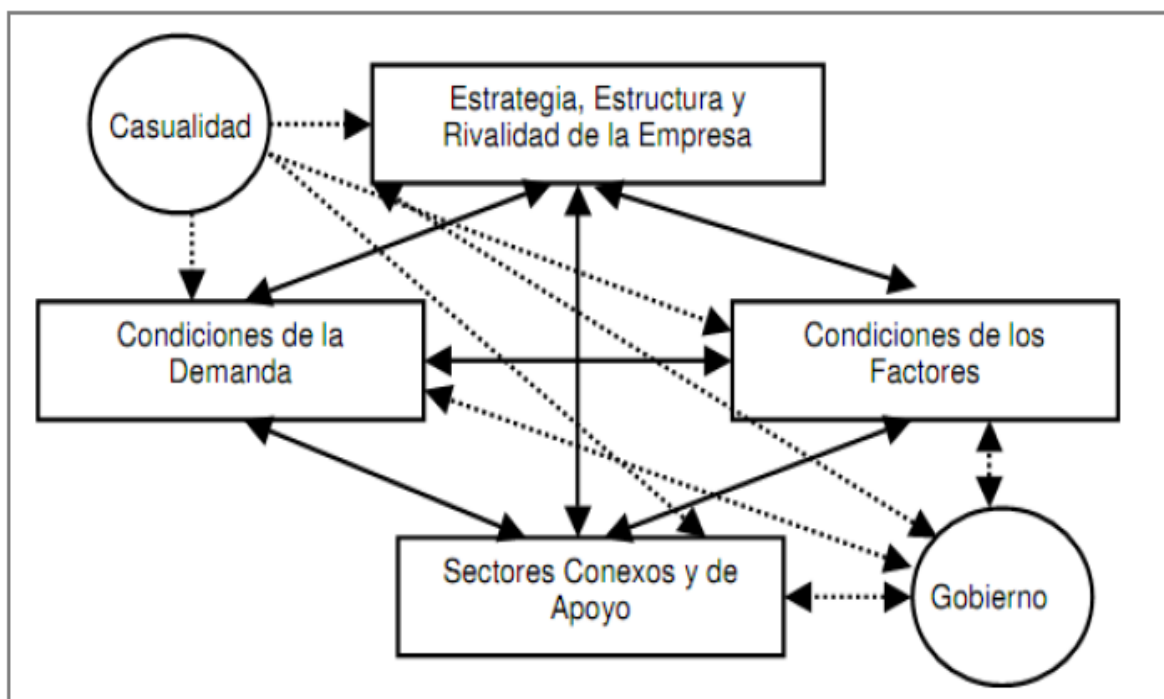 Casualidad
Estrategia, Estructura y
Rivalidad de la Empresa
Condiciones de la
Demanda
Condiciones de los
Factores
Sectores Conexos y de
Apoyo
Gobierno